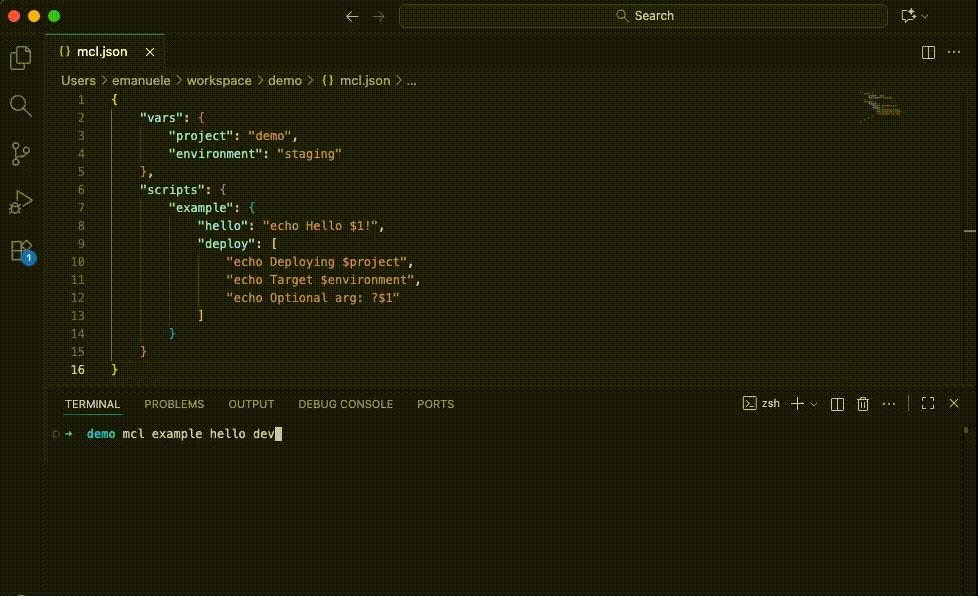 Search
{} mcl.json
Users > emanuele > workspace > demo > {} mcl.json > ...
1 {
2 "vars": {
3 "project": "demo",
4 "environment": "staging"
5 },
6 "scripts": {
7 "example": {
8 "hello": "echo Hello $1!",
9 "deploy": [
10 "echo Deploying $project",
11 "echo Target $environment",
12 "echo Optional arg: ?$1"
13 ]
14 }
15 }
16 }
1
TERMINAL PROBLEMS OUTPUT DEBUG CONSOLE PORTS zsh
demo mcl example hello dev